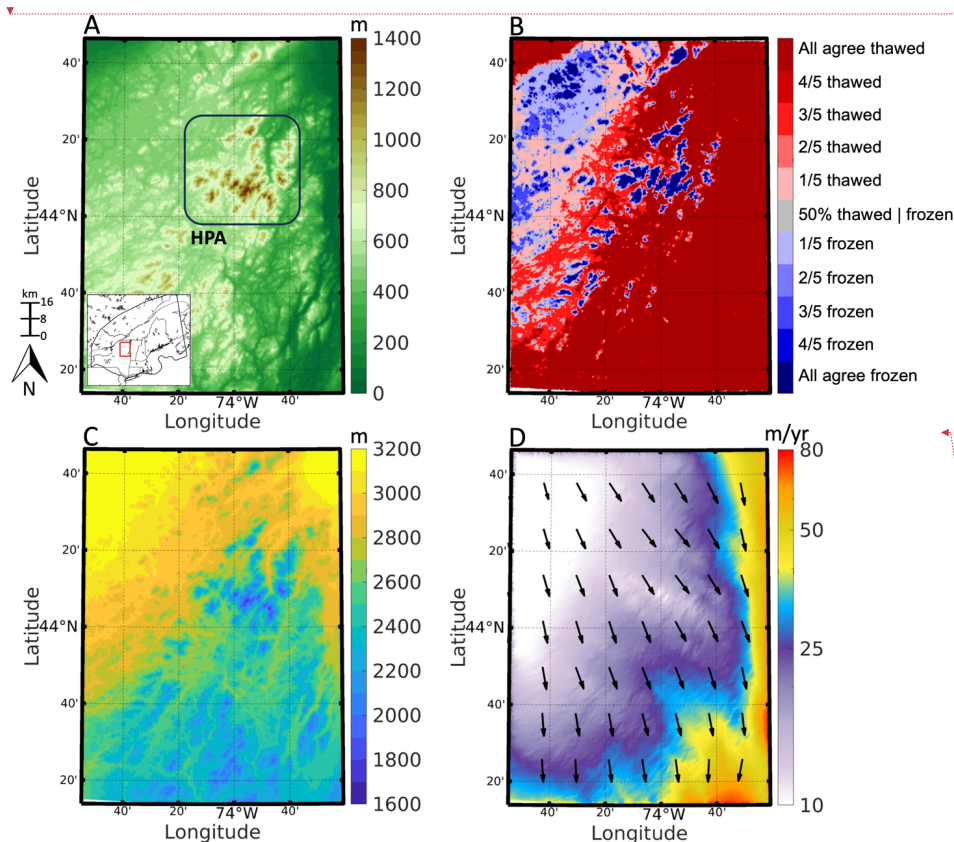 A
m
1400
1200
1000
800
600
400
200
0
40'
20'
44°N
40'
20'
Latitude
HPA
km
16
8
0
N
40'
20'
74°W
40'
Longitude
B
40'
20'
44°N
40'
20'
Latitude
40'
20'
74°W
40'
Longitude
All agree thawed
4/5 thawed
3/5 thawed
2/5 thawed
1/5 thawed
50% thawed | frozen
1/5 frozen
2/5 frozen
3/5 frozen
4/5 frozen
All agree frozen
C
m
3200
3000
2800
2600
2400
2200
2000
1800
1600
40'
20'
44°N
40'
20'
Latitude
40'
20'
74°W
40'
Longitude
D
m/yr
80
50
25
10
40'
20'
44°N
40'
20'
Latitude
40'
20'
74°W
40'
Longitude